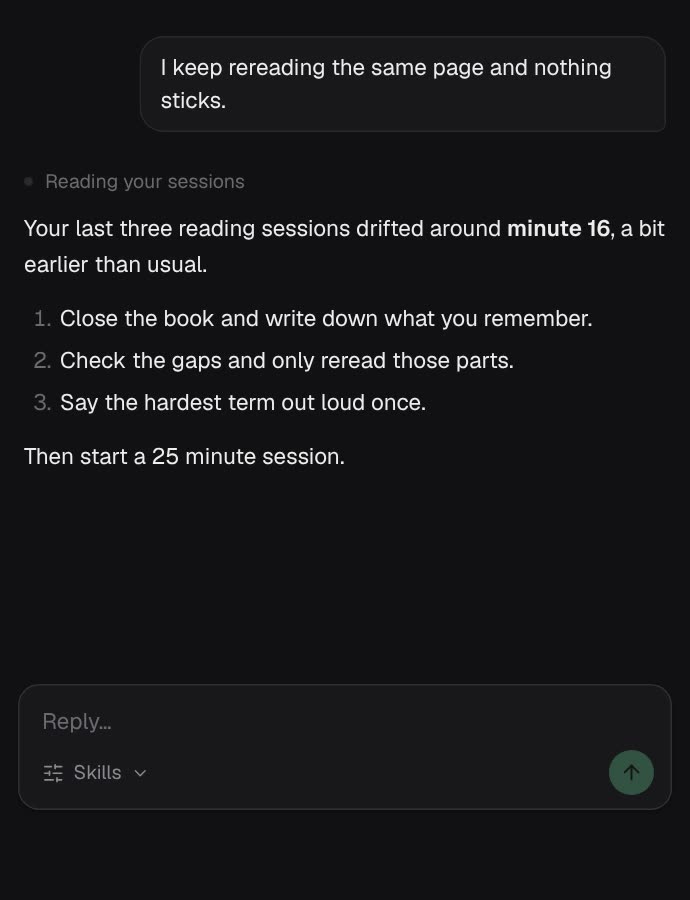 I keep rereading the same page and nothing
sticks.
Reading your sessions
Your last three reading sessions drifted around minute 16, a bit
earlier than usual.
1. Close the book and write down what you remember.
2. Check the gaps and only reread those parts.
3. Say the hardest term out loud once.
Then start a 25 minute session.
Reply...
Skills